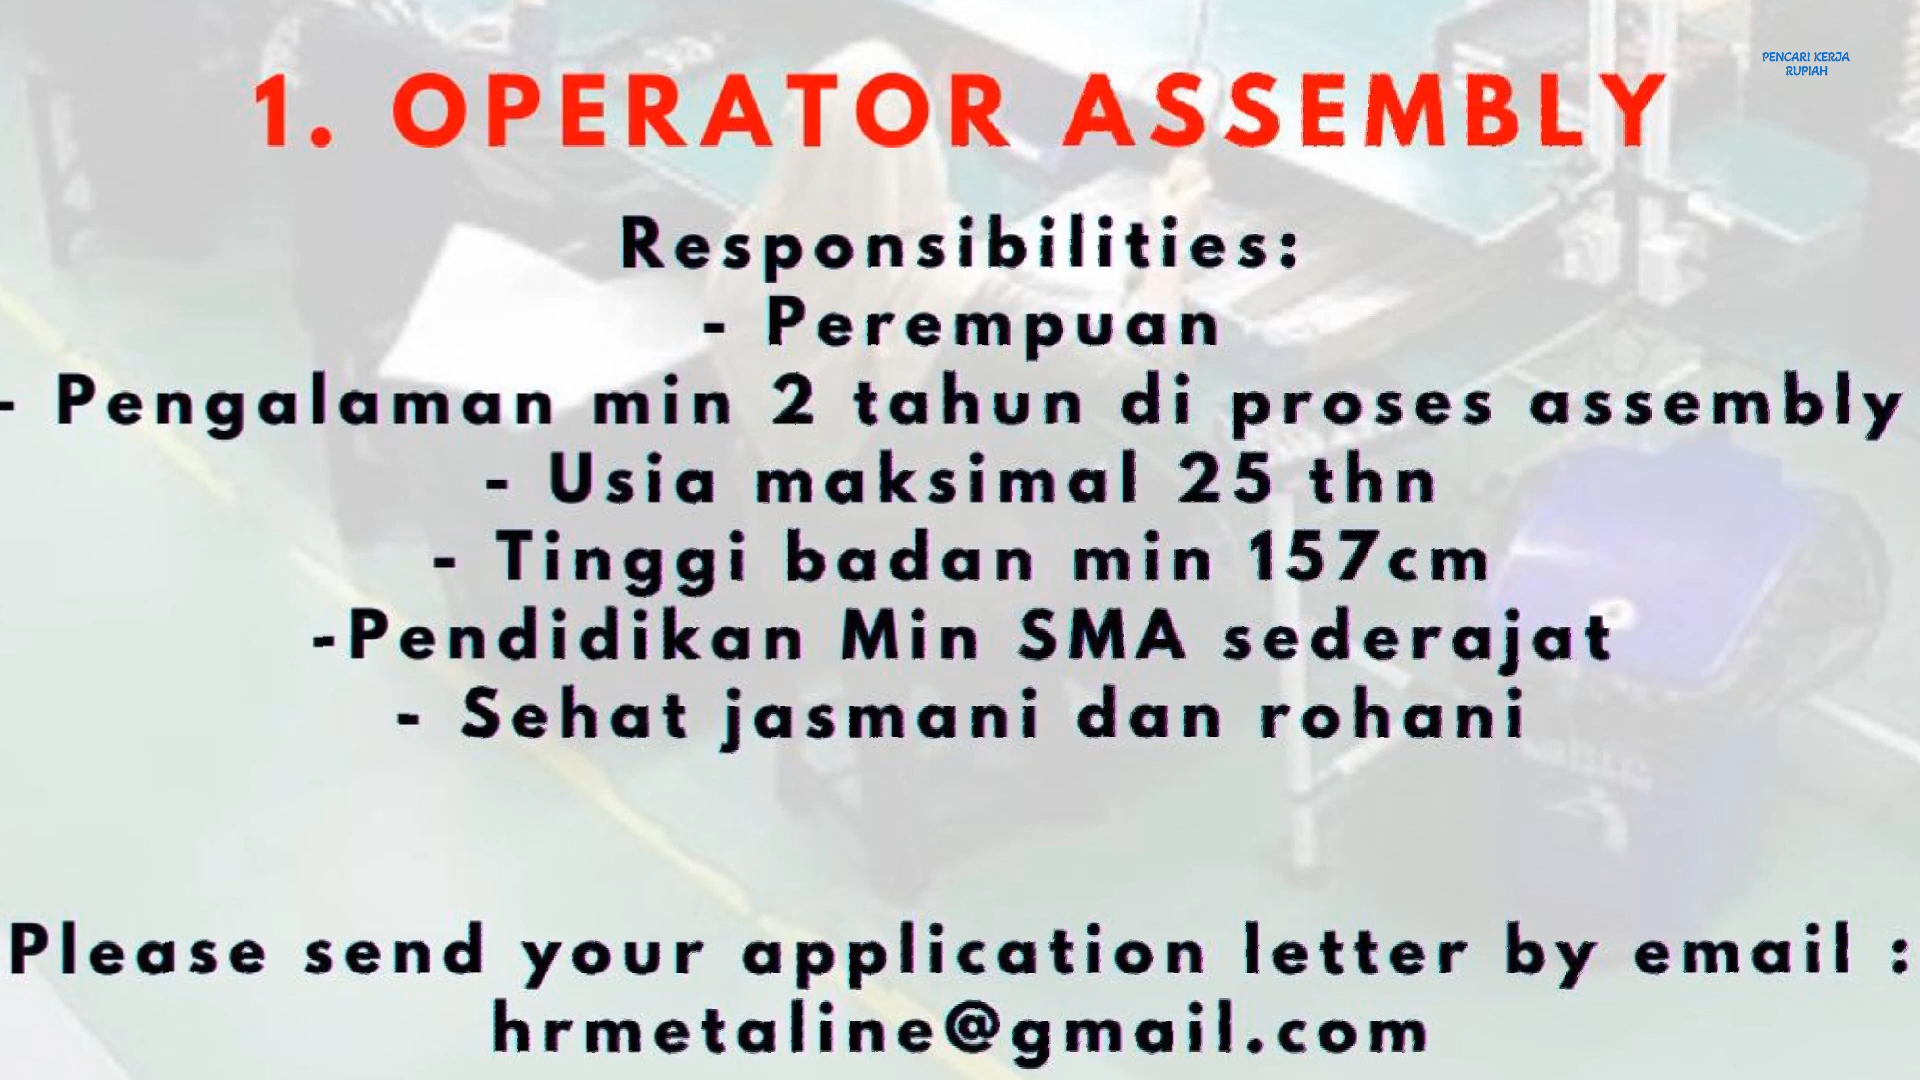 PENCARI KERJA
RUPIAH
1. OPERATOR ASSEMBLY
Responsibilities:
- Perempuan
- Pengalaman min 2 tahun di proses assembly
- Usia maksimal 25 thn
- Tinggi badan min 157cm
-Pendidikan Min SMA sederajat
- Sehat jasmani dan rohani
Please send your application letter by email :
hrmetaline@gmail.com